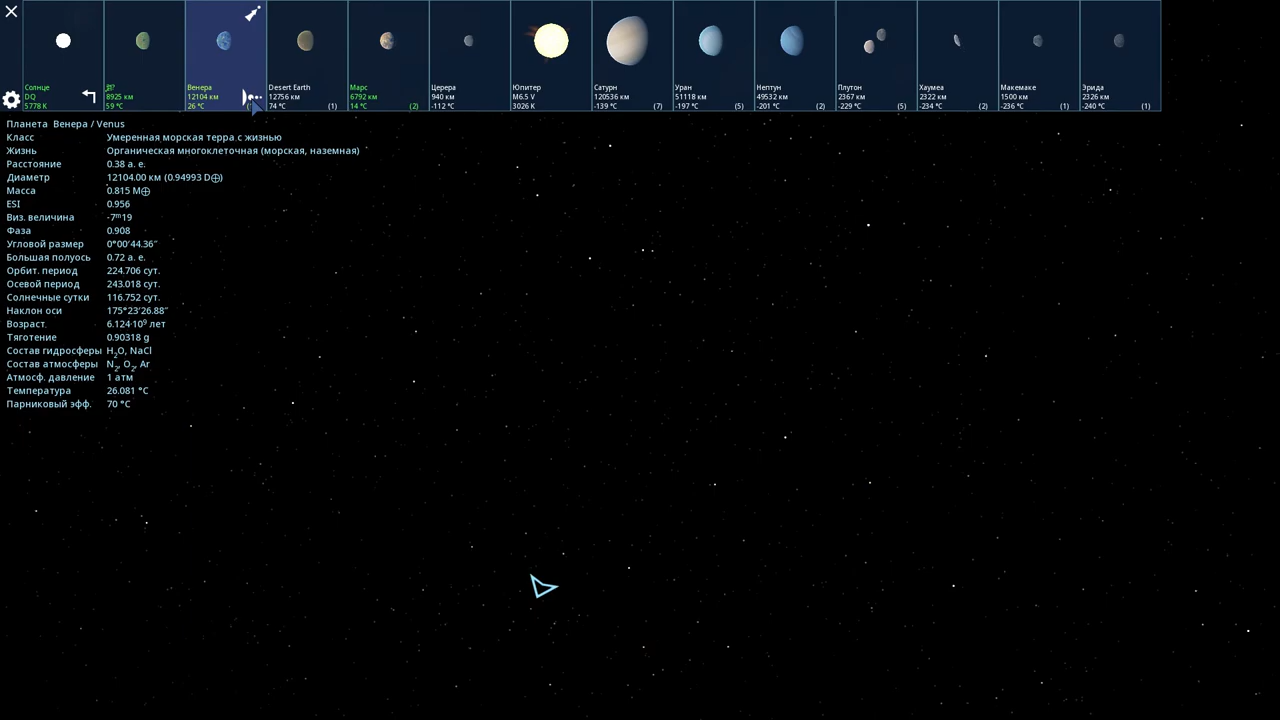 Солнце
DQ
5778 K
8925 км
59 °C
Венера
12104 км
26 °C
Desert Earth
12756 км
74 °C (1)
Марс
6792 км
14 °C (2)
Церера
940 км
-112 °C
Юпитер
M6.5 V
3026 K
Сатурн
120536 км
-139 °C (7)
Уран
51118 км
-197 °C (5)
Нептун
49532 км
-201 °C (2)
Плутон
2367 км
-229 °C (5)
Хаумеа
2322 км
-234 °C (2)
Макемаке
1500 км
-236 °C (1)
Эрида
2326 км
-240 °C (1)
Планета Венера / Venus
Класс Умеренная морская терра с жизнью
Жизнь Органическая многоклеточная (морская, наземная)
Расстояние 0.38 а. е.
Диаметр 12104.00 км (0.94993 D⊕)
Масса 0.815 M⊕
ESI 0.956
Виз. величина -7ᵐ19
Фаза 0.908
Угловой размер 0°00′44.36″
Большая полуось 0.72 а. е.
Орбит. период 224.706 сут.
Осевой период 243.018 сут.
Солнечные сутки 116.752 сут.
Наклон оси 175°23′26.88″
Возраст 6.124·10⁹ лет
Тяготение 0.90318 g
Состав гидросферы H₂O, NaCl
Состав атмосферы N₂, O₂, Ar
Атмосф. давление 1 атм
Температура 26.081 °C
Парниковый эфф. 70 °C